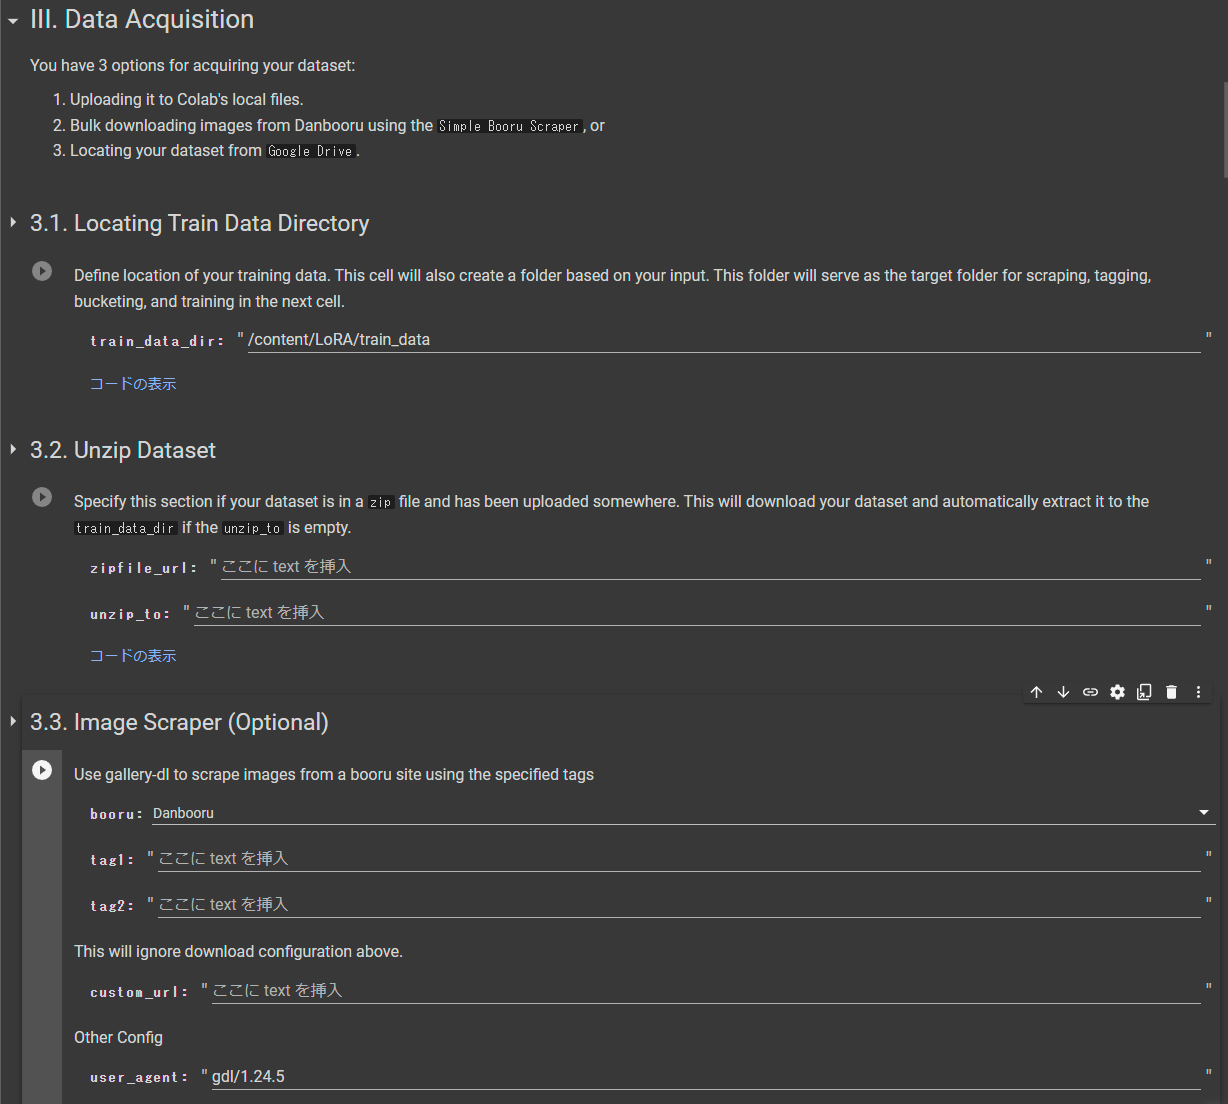 III. Data Acquisition
You have 3 options for acquiring your dataset:
1. Uploading it to Colab's local files.
2. Bulk downloading images from Danbooru using the Simple Booru Scraper, or
3. Locating your dataset from Google Drive.
3.1. Locating Train Data Directory
Define location of your training data. This cell will also create a folder based on your input. This folder will serve as the target folder for scraping, tagging,
bucketing, and training in the next cell.
train_data_dir: "/content/LoRA/train_data"
コードの表示
3.2. Unzip Dataset
Specify this section if your dataset is in a zip file and has been uploaded somewhere. This will download your dataset and automatically extract it to the
train_data_dir if the unzip_to is empty.
zipfile_url: "ここに text を挿入"
unzip_to: "ここに text を挿入"
コードの表示
3.3. Image Scraper (Optional)
Use gallery-dl to scrape images from a booru site using the specified tags
booru: Danbooru
tag1: "ここに text を挿入"
tag2: "ここに text を挿入"
This will ignore download configuration above.
custom_url: "ここに text を挿入"
Other Config
user_agent: "gdl/1.24.5"